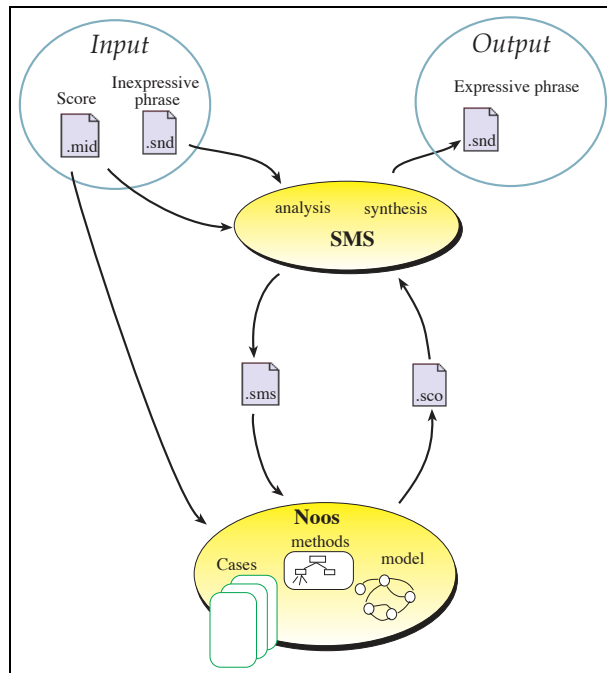 Input
Output
Score
Inexpressive
phrase
.mid
.snd
Expressive phrase
.snd
analysis synthesis
SMS
.sms
.sco
Noos
methods
Cases
model